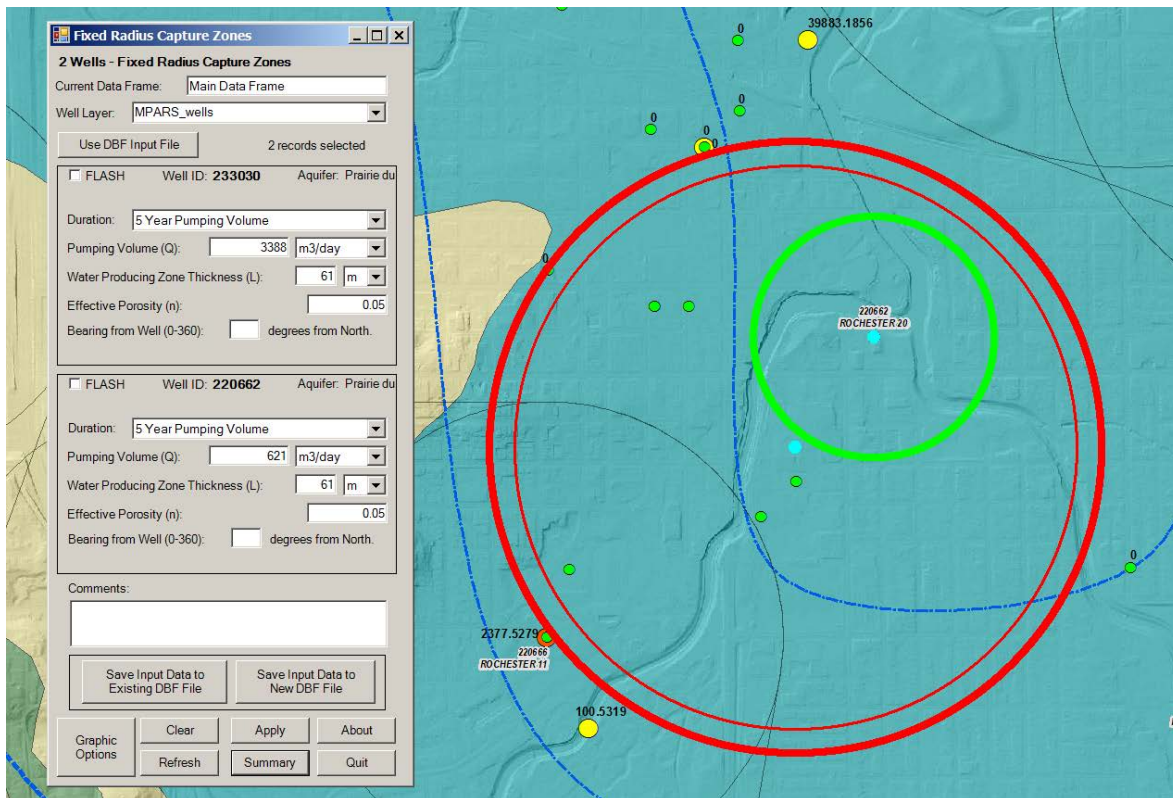 Fixed Radius Capture Zones
2 Wells - Fixed Radius Capture Zones
Current Data Frame: Main Data Frame
Well Layer: MPARS_wells
Use DBF Input File 2 records selected
FLASH Well ID: 233030 Aquifer: Prairie du
Duration: 5 Year Pumping Volume
Pumping Volume (Q): 3388 m3/day
Water Producing Zone Thickness (L): 61 m
Effective Porosity (n): 0.05
Bearing from Well (0-360): degrees from North.
FLASH Well ID: 220662 Aquifer: Prairie du
Duration: 5 Year Pumping Volume
Pumping Volume (Q): 621 m3/day
Water Producing Zone Thickness (L): 61 m
Effective Porosity (n): 0.05
Bearing from Well (0-360): degrees from North.
Comments:
Save Input Data to
Existing DBF File
Save Input Data to
New DBF File
Graphic
Options
Clear
Apply
About
Refresh
Summary
Quit
39883.1856
0
0
0
0
0
0
220662
ROCHESTER 20
0
2377.5279
220666
ROCHESTER 11
100.5319